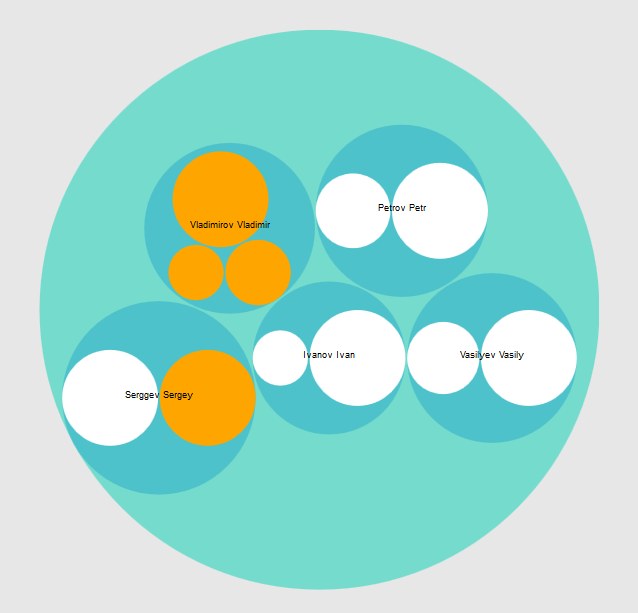 Petrov Petr
Vladimirov Vladimir
Ivanov Ivan
Vasilyev Vasily
Serggev Sergey